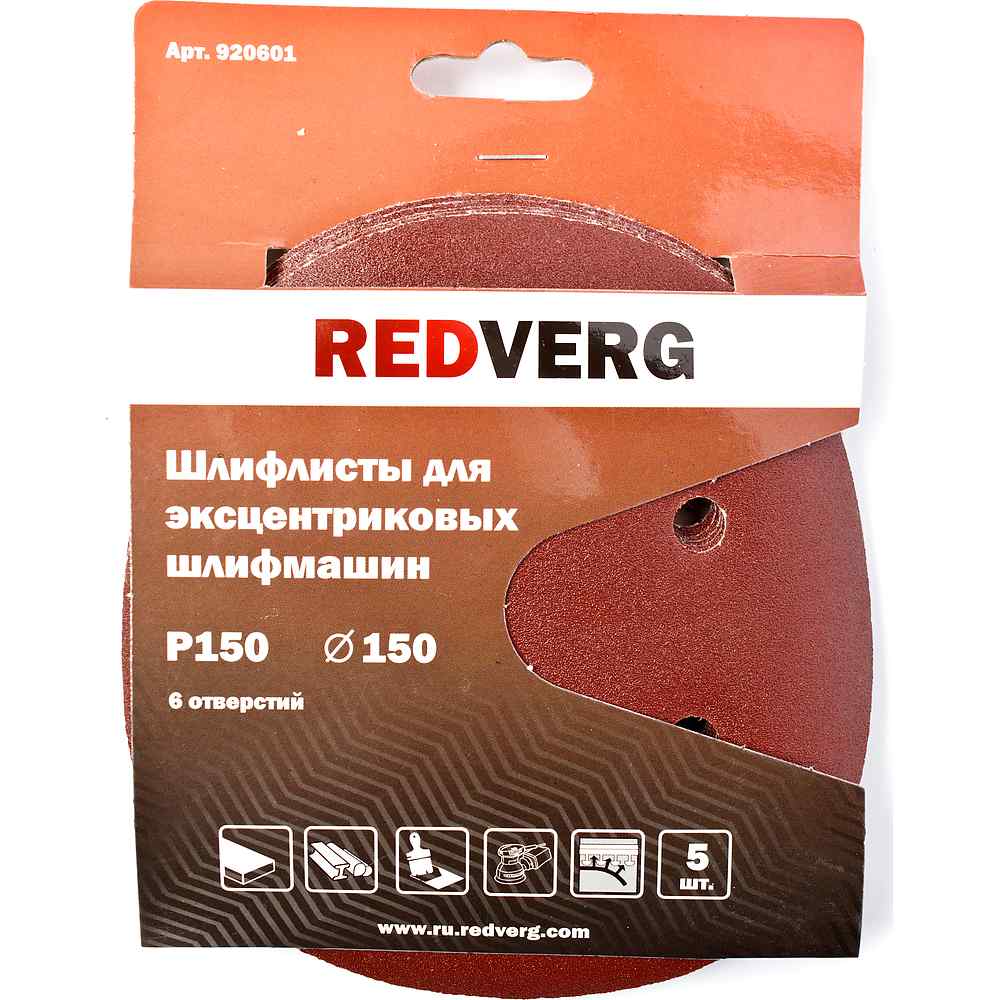 Арт. 920601
REDVERG
Шлифлисты для
эксцентриковых
шлифмашин
P150 Ø 150
6 отверстий
5
шт.
www.ru.redverg.com